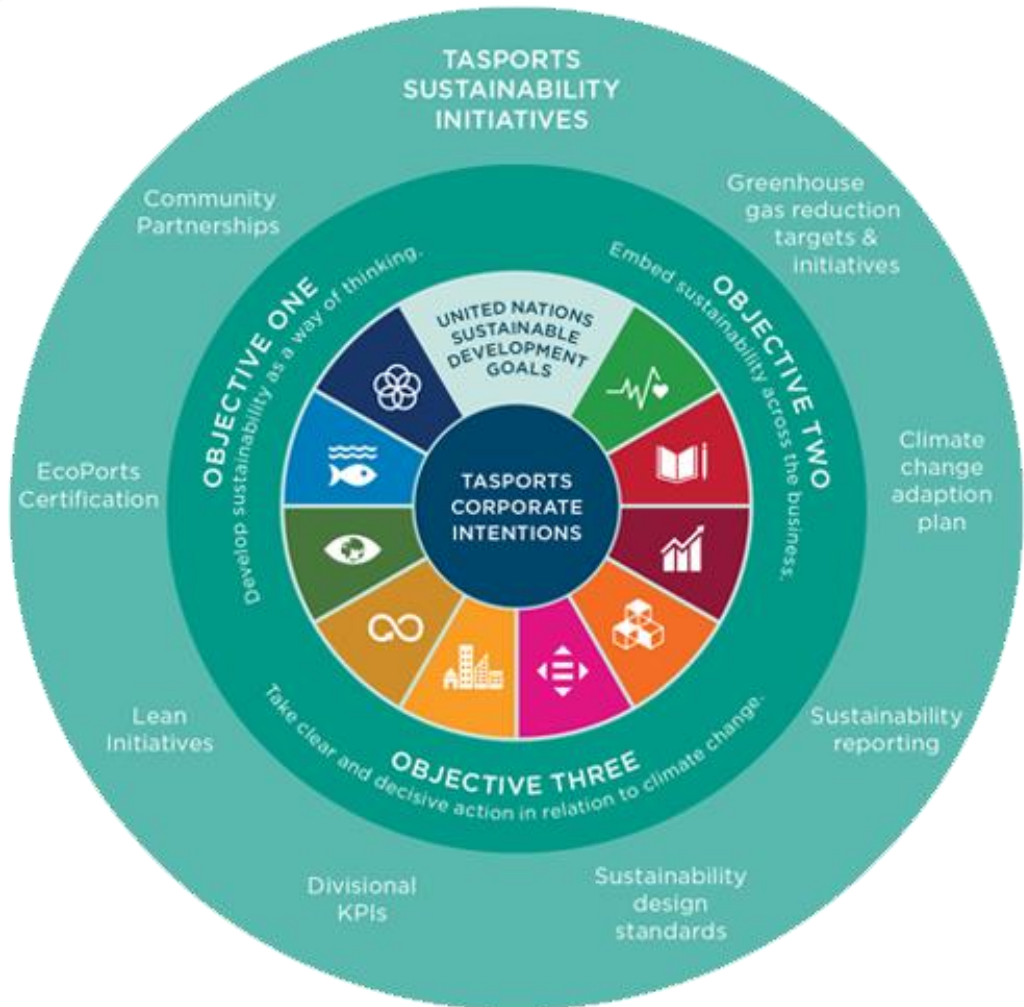 TASPORTS
SUSTAINABILITY
INITIATIVES
Community
Partnerships
Greenhouse
gas reduction
targets &
initiatives
OBJECTIVE ONE
Develop sustainability as a way of thinking.
OBJECTIVE TWO
Embed sustainability across the business.
UNITED NATIONS
SUSTAINABLE
DEVELOPMENT
GOALS
EcoPorts
Certification
TASPORTS
CORPORATE
INTENTIONS
Climate
change
adaption
plan
Lean
Initiatives
Sustainability
reporting
OBJECTIVE THREE
Take clear and decisive action in relation to climate change.
Divisional
KPIs
Sustainability
design
standards